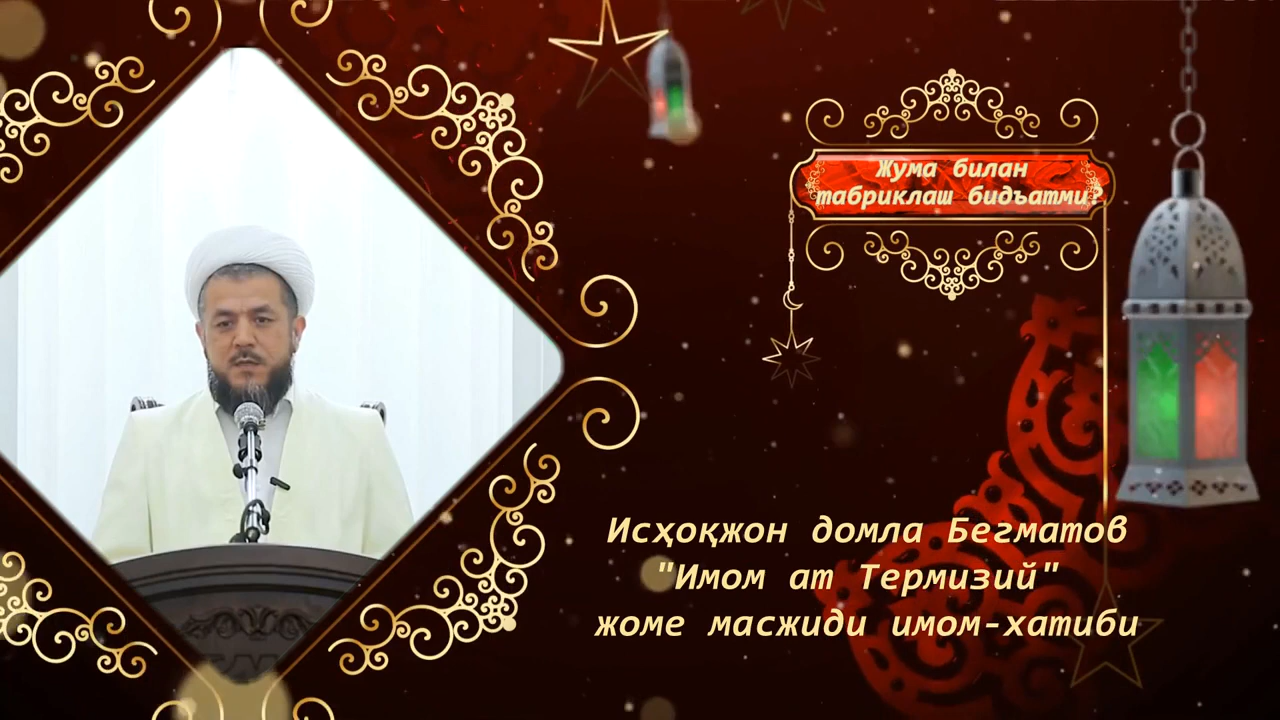 Жума билан
табриклаш бидъатми?
Исҳоқжон домла Бегматов
"Имом ат Термизий"
жоме масжиди имом-хатиби